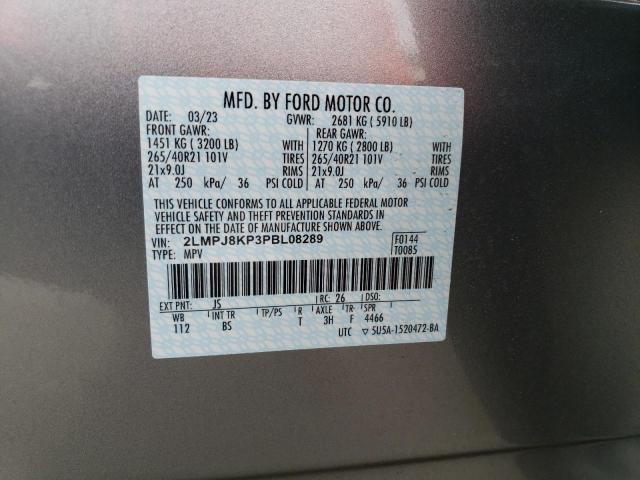 MFD. BY FORD MOTOR CO.
DATE: 03/23 GVWR: 2681 KG ( 5910 LB)
FRONT GAWR: REAR GAWR:
1451 KG ( 3200 LB) WITH 1270 KG ( 2800 LB) WITH
265/40R21 101V TIRES 265/40R21 101V TIRES
21x9.0J RIMS 21x9.0J RIMS
AT 250 kPa/ 36 PSI COLD AT 250 kPa/ 36 PSI COLD
THIS VEHICLE CONFORMS TO ALL APPLICABLE FEDERAL MOTOR
VEHICLE SAFETY AND THEFT PREVENTION STANDARDS IN
EFFECT ON THE DATE OF MANUFACTURE SHOWN ABOVE.
VIN: 2LMPJ8KP3PBL08289 F0144
TYPE: MPV T0085
EXT PNT: JS RC: 26 DSO:
WB INT TR TP/PS R AXLE TR- SPR
112 BS T 3H F 4466
UTC ▽ 5U5A-1520472-BA